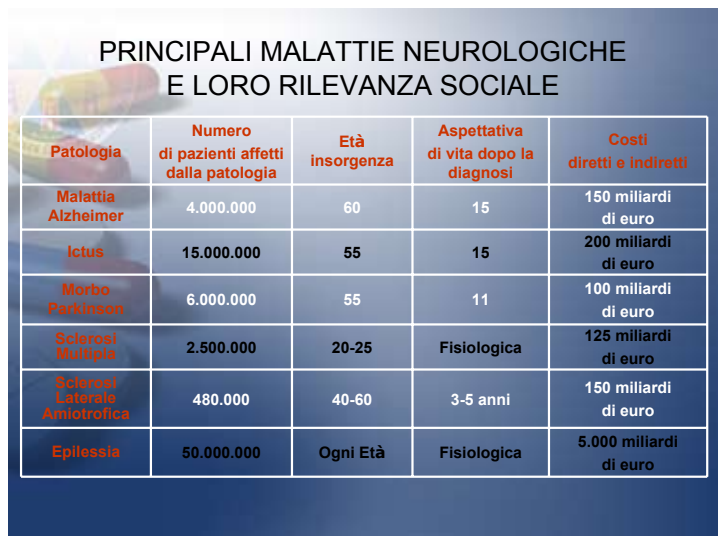 PRINCIPALI MALATTIE NEUROLOGICHE
E LORO RILEVANZA SOCIALE
Patologia
Numero
di pazienti affetti
dalla patologia
Età
insorgenza
Aspettativa
di vita dopo la
diagnosi
Costi
diretti e indiretti
Malattia
Alzheimer
4.000.000
60
15
150 miliardi
di euro
Ictus
15.000.000
55
15
200 miliardi
di euro
Morbo
Parkinson
6.000.000
55
11
100 miliardi
di euro
Sclerosi
Multipla
2.500.000
20-25
Fisiologica
125 miliardi
di euro
Sclerosi
Laterale
Amiotrofica
480.000
40-60
3-5 anni
150 miliardi
di euro
Epilessia
50.000.000
Ogni Età
Fisiologica
5.000 miliardi
di euro